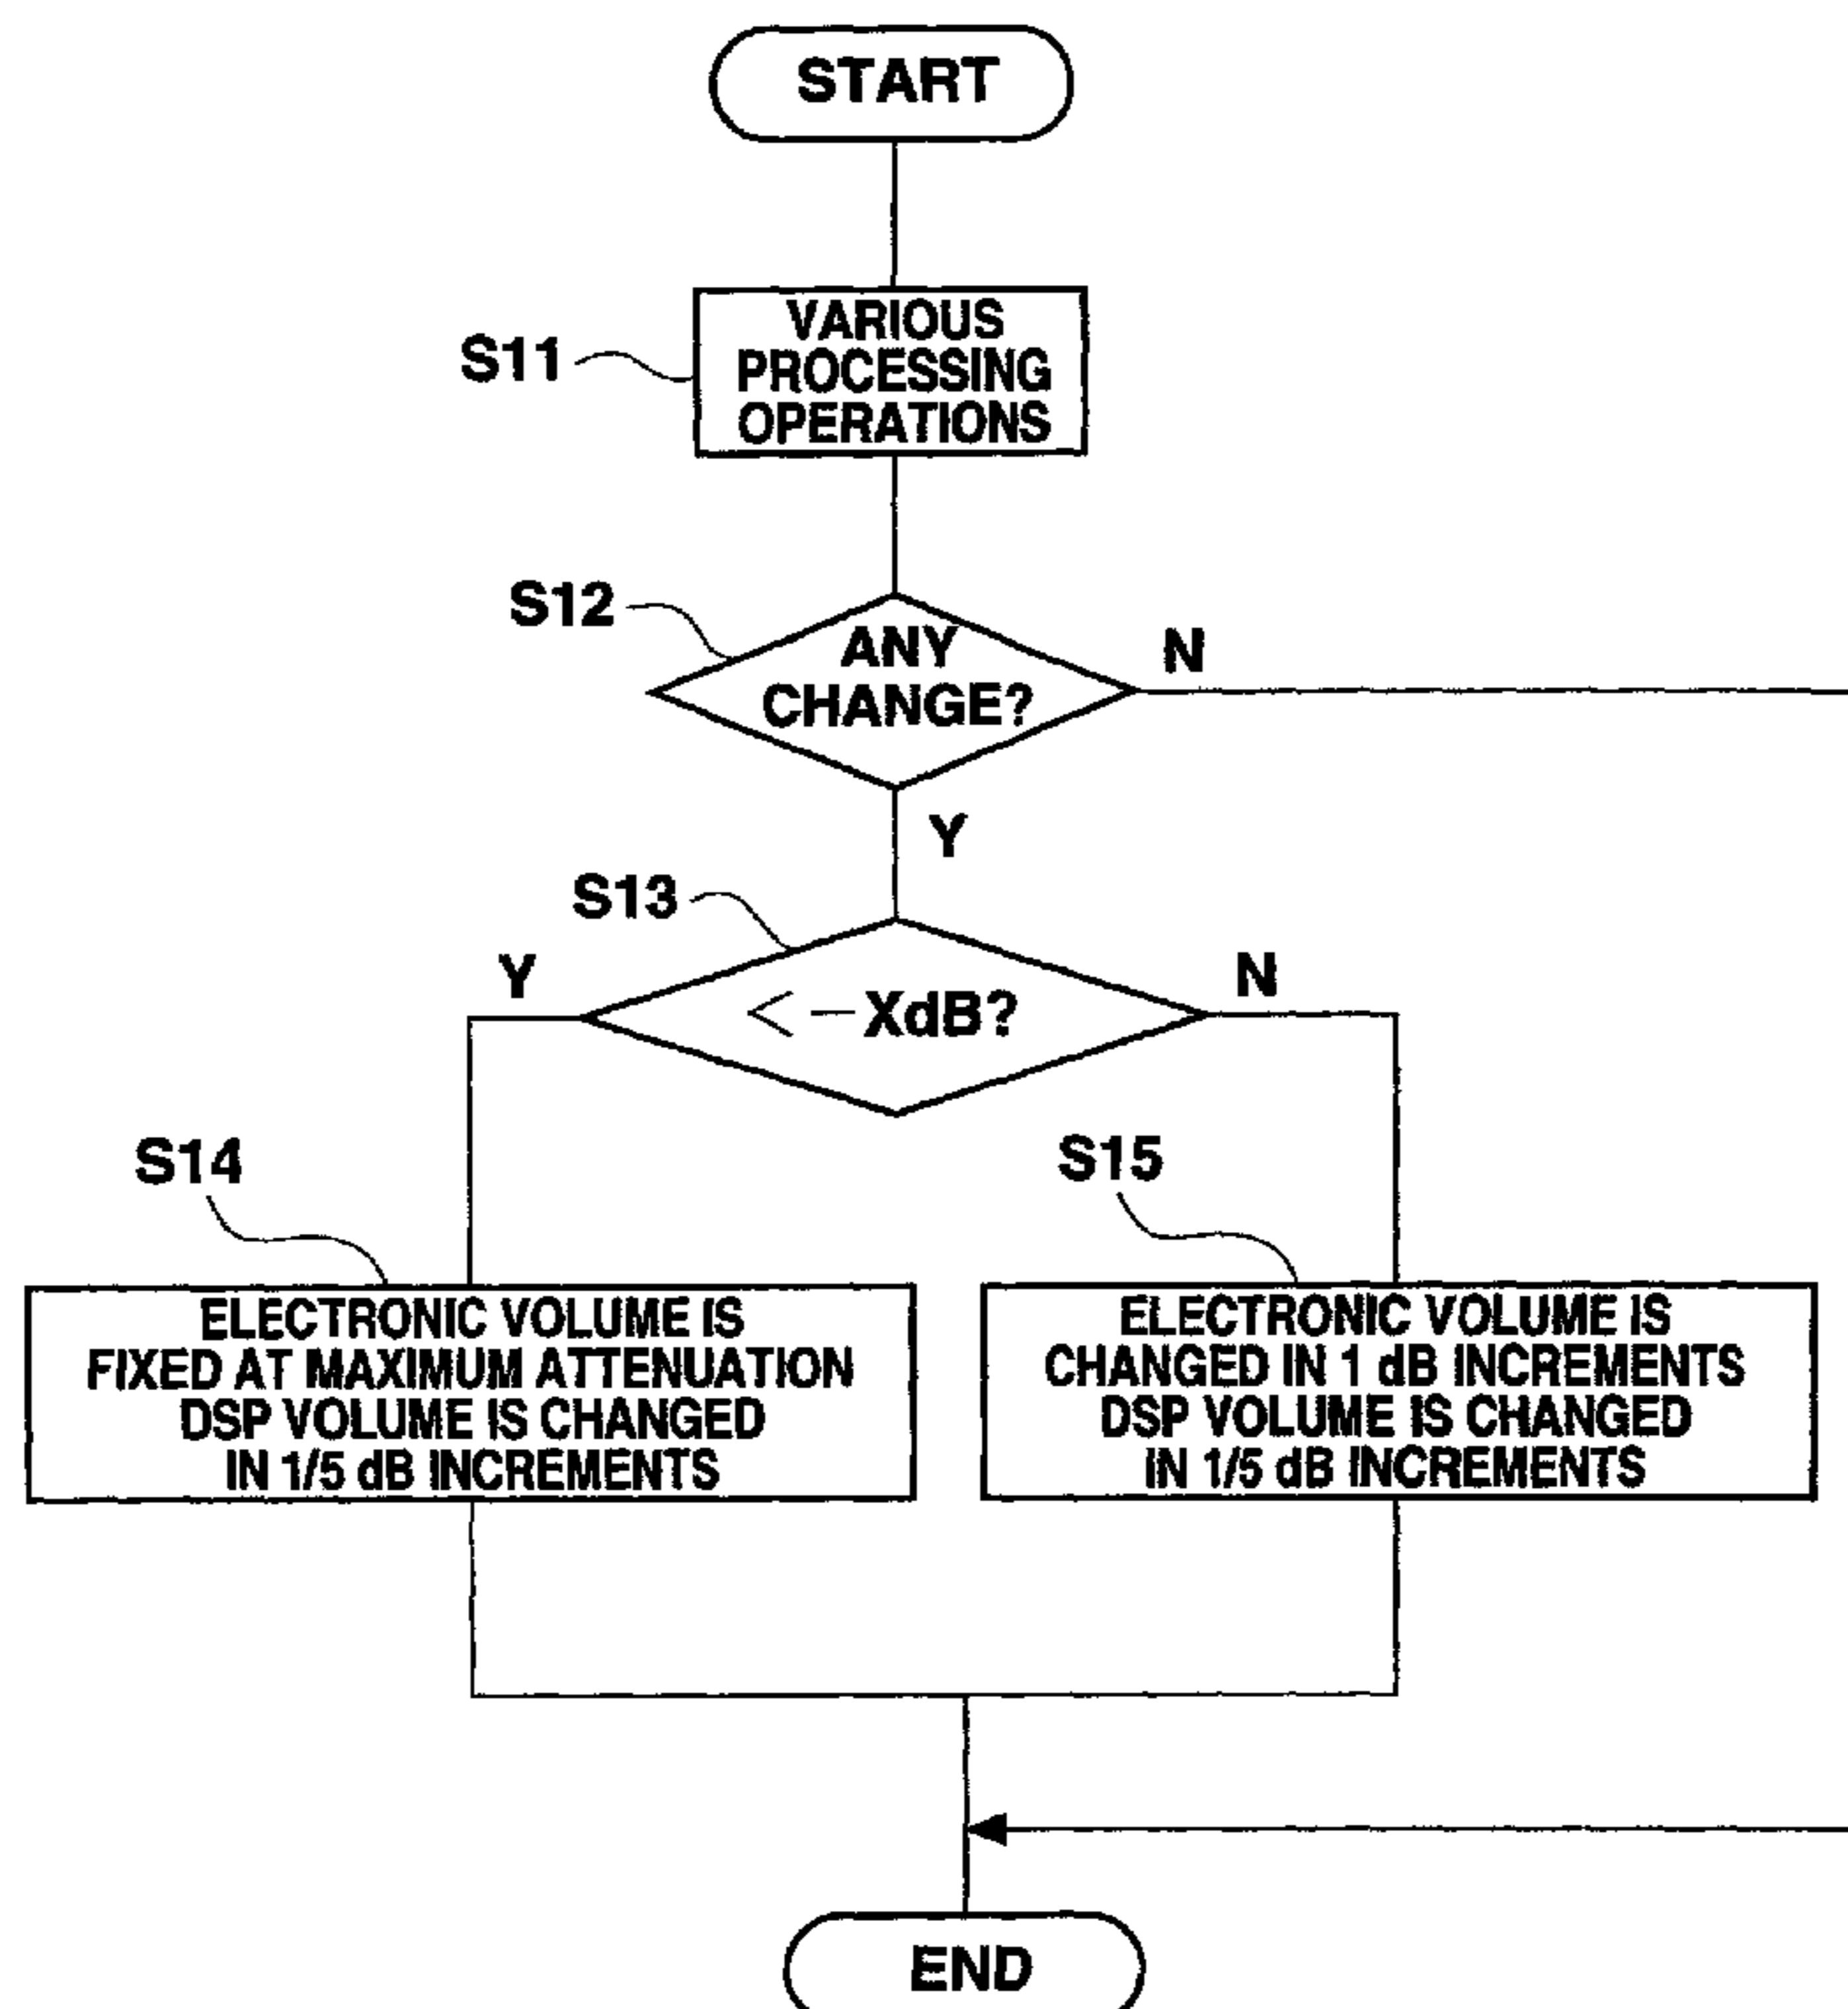 START
S11
VARIOUS
PROCESSING
OPERATIONS
S12
ANY
CHANGE?
N
Y
S13
Y
<-XdB?
N
S14
S15
ELECTRONIC VOLUME IS
FIXED AT MAXIMUM ATTENUATION
DSP VOLUME IS CHANGED
IN 1/5 dB INCREMENTS
ELECTRONIC VOLUME IS
CHANGED IN 1 dB INCREMENTS
DSP VOLUME IS CHANGED
IN 1/5 dB INCREMENTS
END